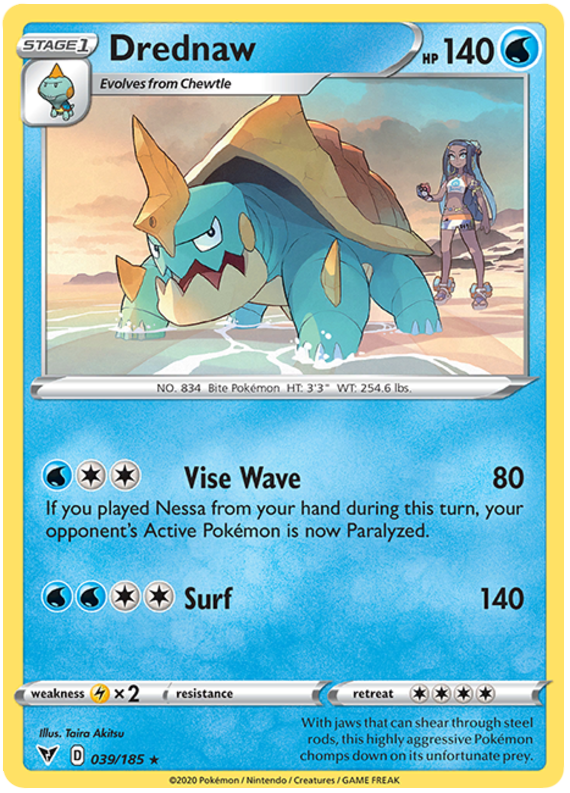 STAGE 1
Drednaw
HP 140
Evolves from Chewtle
NO. 834 Bite Pokémon HT: 3'3" WT: 254.6 lbs.
Vise Wave 80
If you played Nessa from your hand during this turn, your
opponent's Active Pokémon is now Paralyzed.
Surf 140
weakness ×2 resistance retreat
Illus. Taira Akitsu
D 039/185 ★
With jaws that can shear through steel
rods, this highly aggressive Pokémon
chomps down on its unfortunate prey.
©2020 Pokémon / Nintendo / Creatures / GAME FREAK